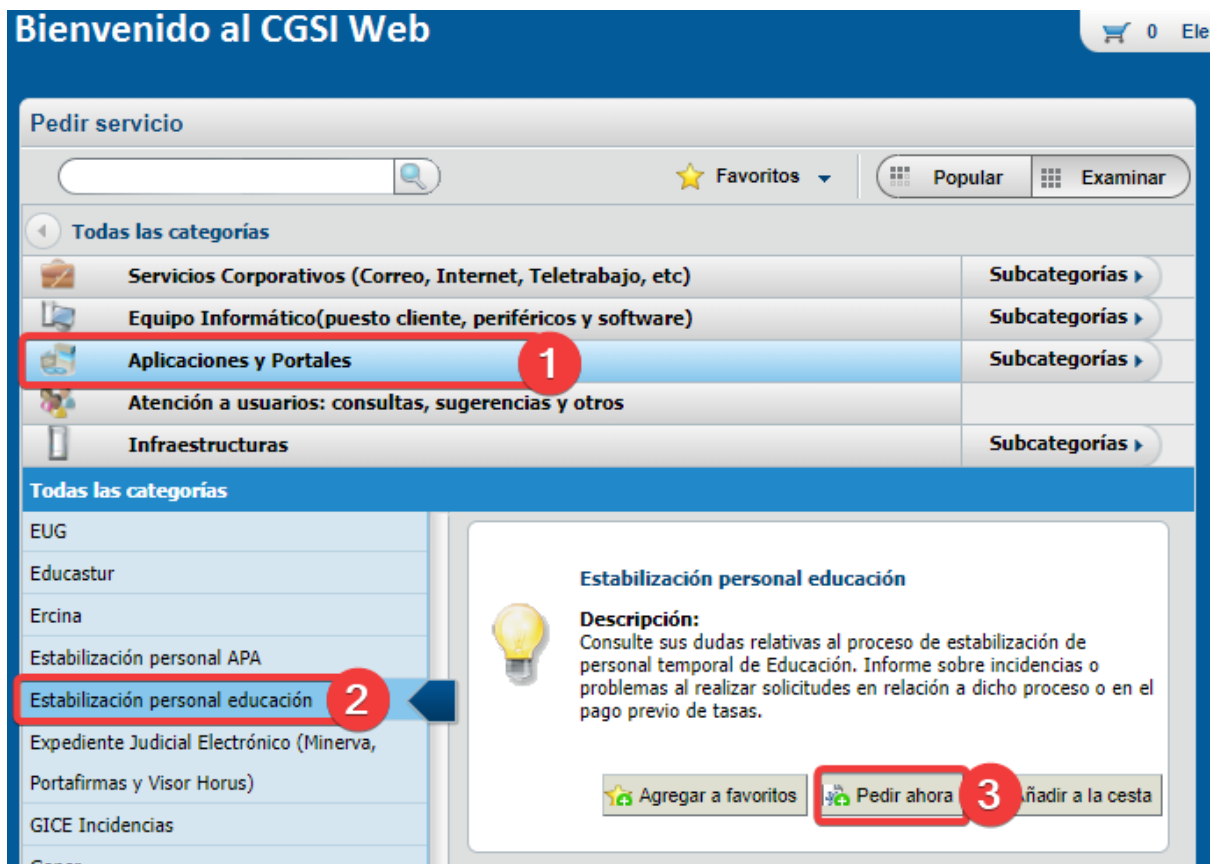 Bienvenido al CGSI Web
0 Ele
Pedir servicio
Favoritos
Popular
Examinar
Todas las categorías
Servicios Corporativos (Correo, Internet, Teletrabajo, etc)
Subcategorías
Equipo Informático(puesto cliente, periféricos y software)
Subcategorías
Aplicaciones y Portales
1
Subcategorías
Atención a usuarios: consultas, sugerencias y otros
Infraestructuras
Subcategorías
Todas las categorías
EUG
Educastur
Ercina
Estabilización personal APA
Estabilización personal educación
2
Expediente Judicial Electrónico (Minerva,
Portafirmas y Visor Horus)
GICE Incidencias
Estabilización personal educación
Descripción:
Consulte sus dudas relativas al proceso de estabilización de
personal temporal de Educación. Informe sobre incidencias o
problemas al realizar solicitudes en relación a dicho proceso o en el
pago previo de tasas.
Agregar a favoritos
Pedir ahora
3
ñadir a la cesta